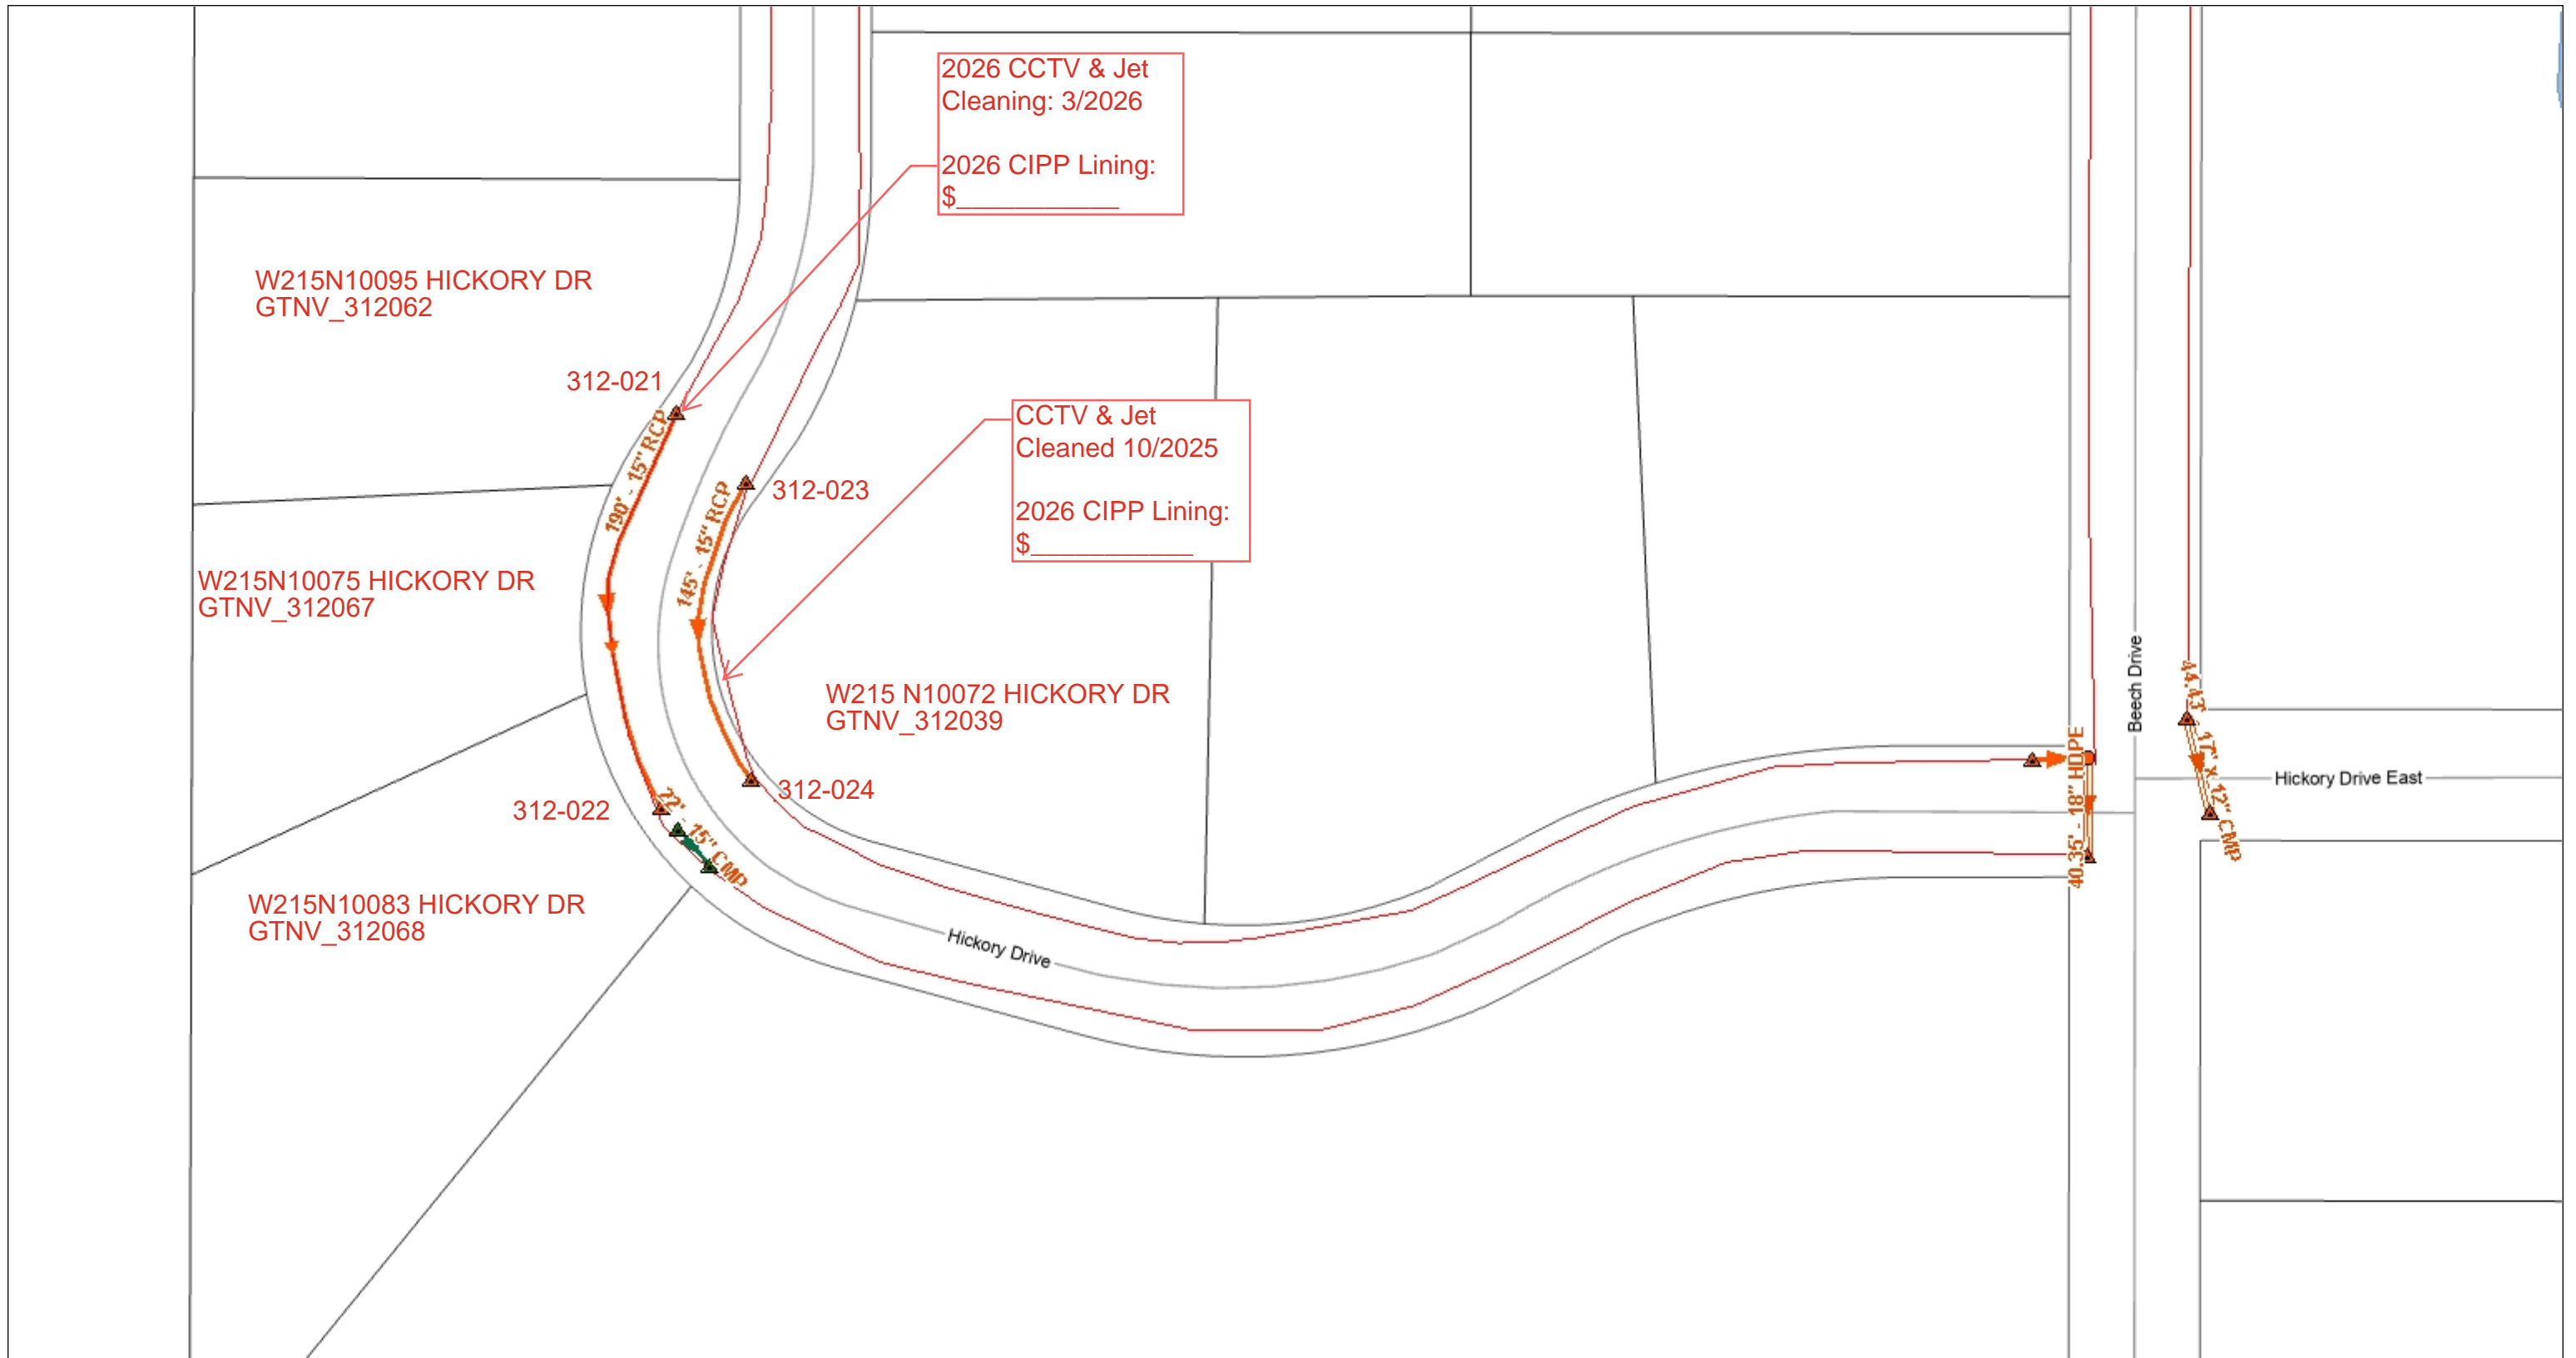 2026 CCTV & Jet
Cleaning: 3/2026
2026 CIPP Lining:
$___________
W215N10095 HICKORY DR
GTNV_312062
312-021
190' - 15" RCP
CCTV & Jet
Cleaned 10/2025
2026 CIPP Lining:
$___________
312-023
145' - 15" RCP
W215N10075 HICKORY DR
GTNV_312067
W215 N10072 HICKORY DR
GTNV_312039
312-024
312-022
22' - 15" CMP
W215N10083 HICKORY DR
GTNV_312068
Hickory Drive
Beech Drive
40.35' - 18" HDPE
44.43' - 17" x 12" CMP
Hickory Drive East